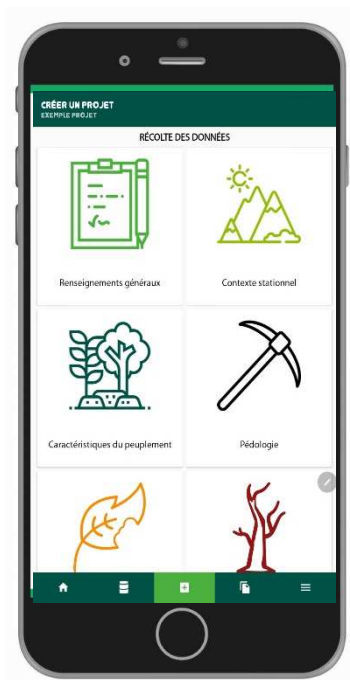 CRÉER UN PROJET
EXEMPLE PROJET
RÉCOLTE DES DONNÉES
Renseignements généraux
Contexte stationnel
Caractéristiques du peuplement
Pédologie